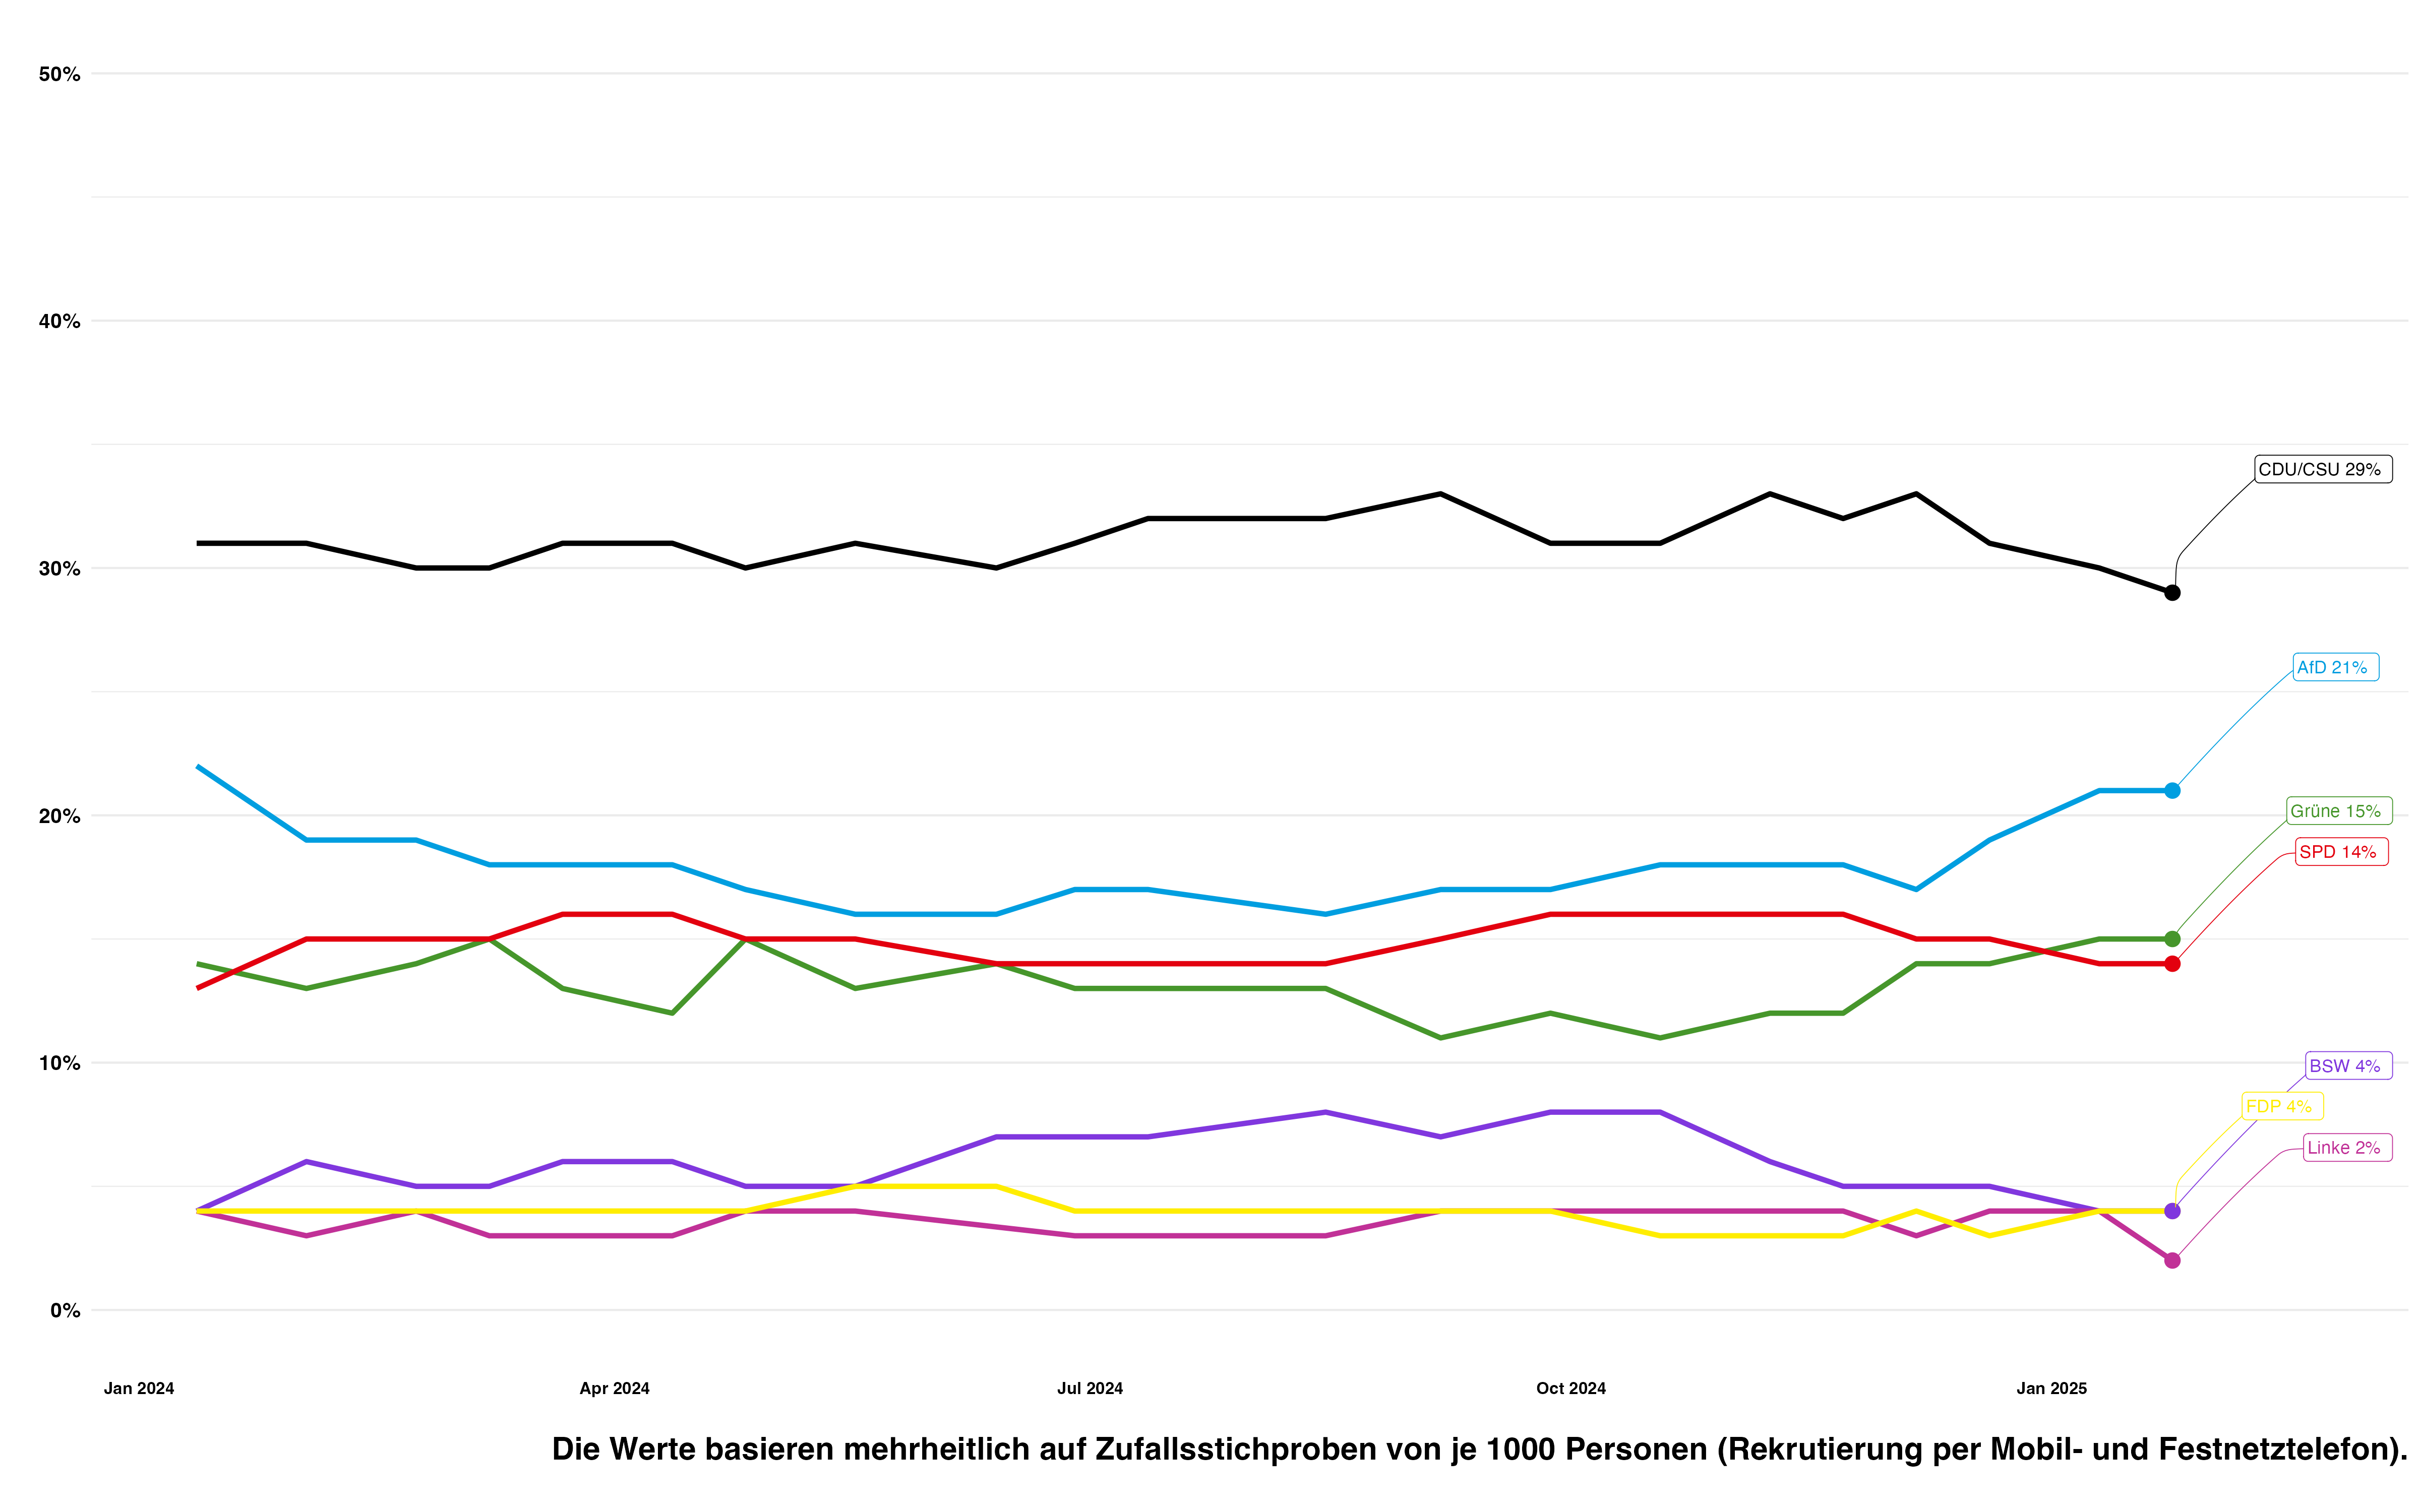 50%
40%
CDU/CSU 29%
30%
AfD 21%
Grüne 15%
20%
SPD 14%
BSW 4%
10%
FDP 4%
Linke 2%
0%
Jan 2024 Apr 2024 Jul 2024 Oct 2024 Jan 2025
Die Werte basieren mehrheitlich auf Zufallsstichproben von je 1000 Personen (Rekrutierung per Mobil- und Festnetztelefon).